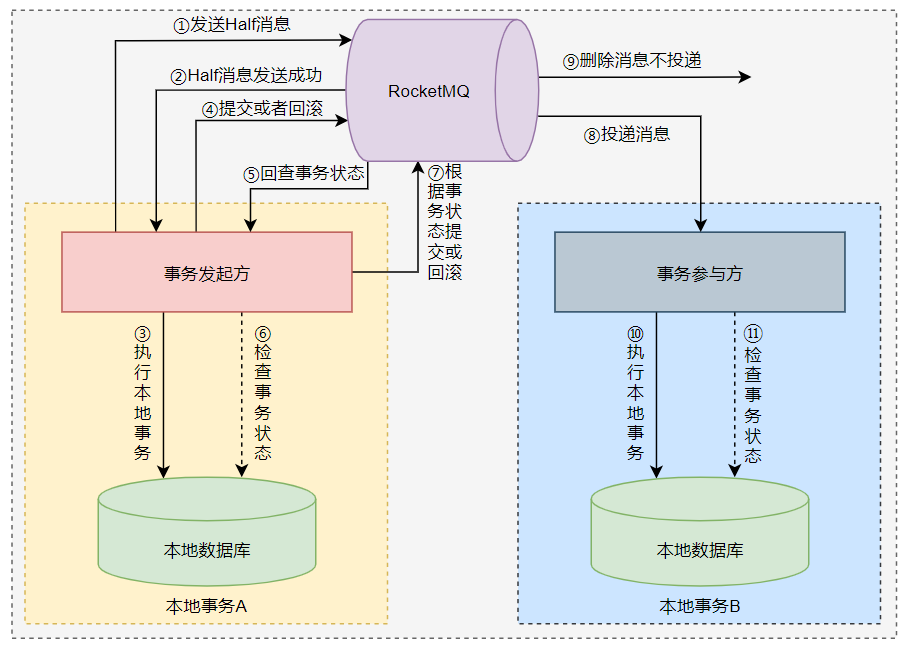 ①发送Half消息
②Half消息发送成功
④提交或者回滚
RocketMQ
⑨删除消息不投递
⑧投递消息
⑤回查事务状态
⑦根
据事
务状
态提
交或
回滚
事务发起方
事务参与方
③执行本地事务
⑥检查事务状态
⑩执行本地事务
⑪检查事务状态
本地数据库
本地数据库
本地事务A
本地事务B